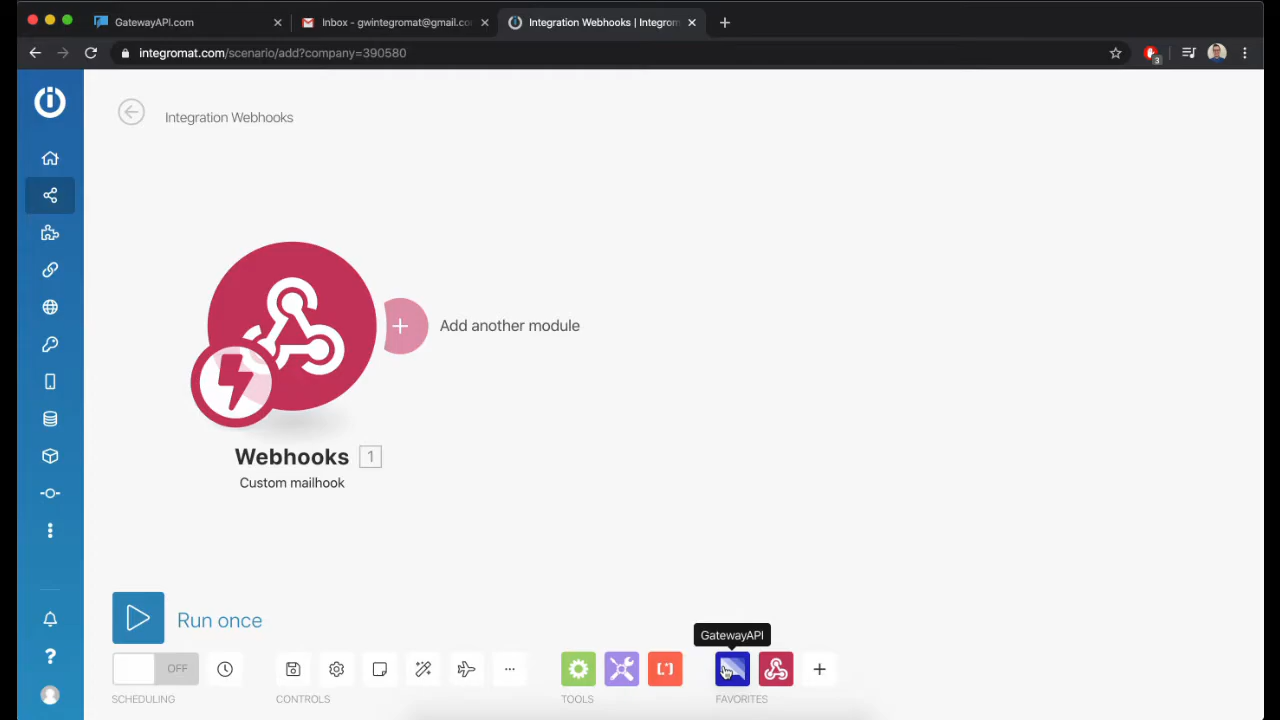 GatewayAPI.com
Inbox - gwintegromat@gmail.co
Integration Webhooks | Integrom
integromat.com/scenario/add?company=390580
3
Integration Webhooks
Add another module
Webhooks 1
Custom mailhook
Run once
GatewayAPI
OFF
SCHEDULING
CONTROLS
TOOLS
FAVORITES